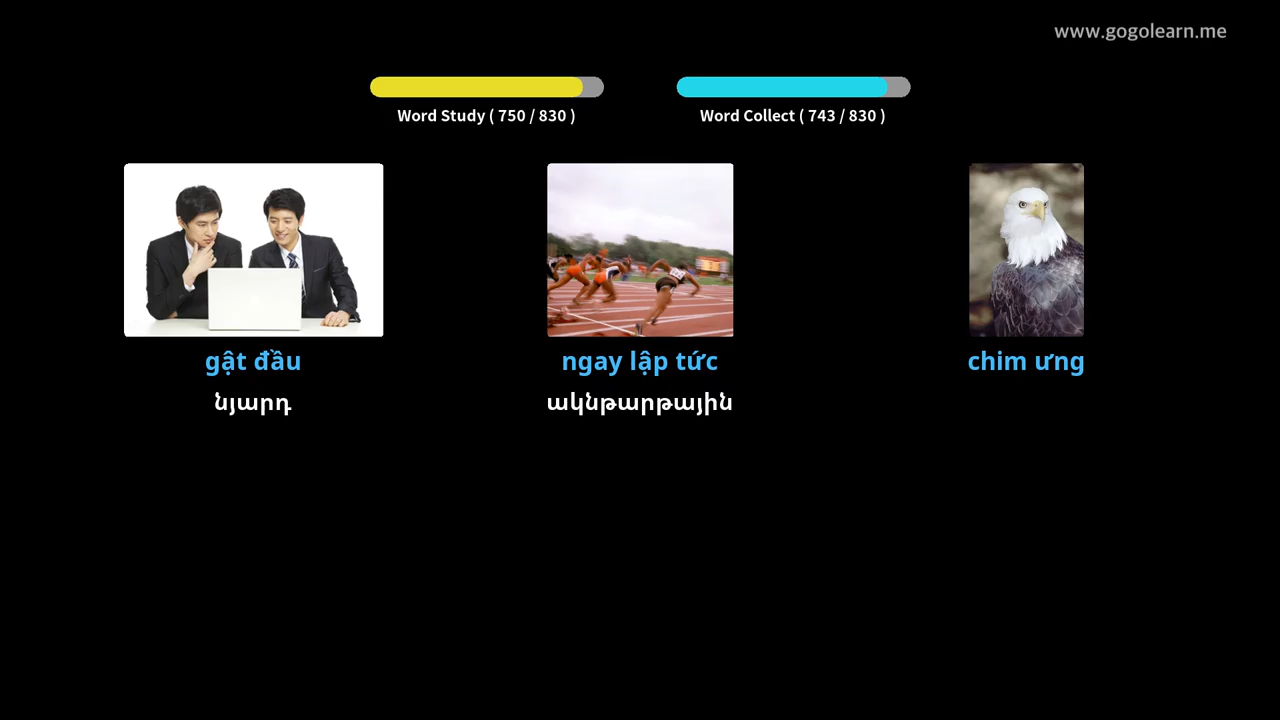 www.gogolearn.me
Word Study ( 750 / 830 )
Word Collect ( 743 / 830 )
gật đầu
ngay lập tức
chim ưng
նյարդ
ակնթարթային